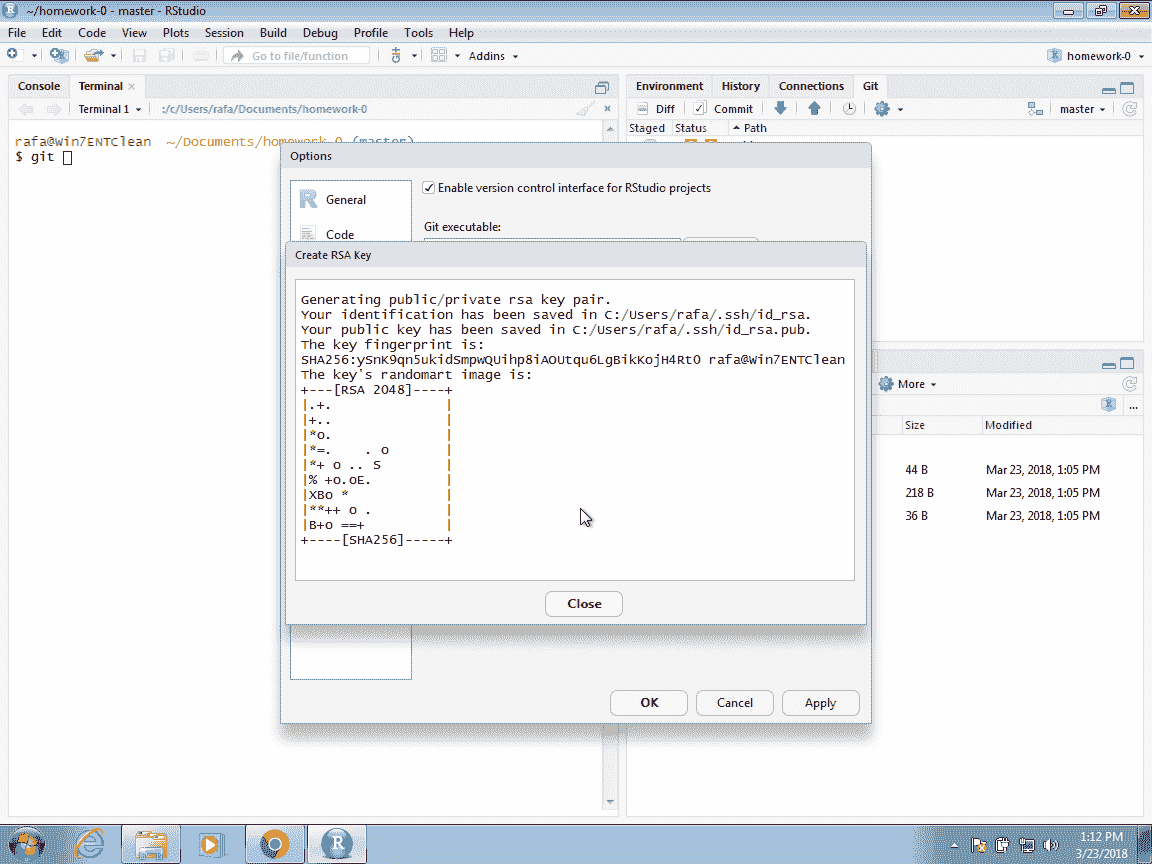 ~/homework-0 - master - RStudio
File Edit Code View Plots Session Build Debug Profile Tools Help
Go to file/function Addins homework-0
Console Terminal
Terminal 1 :/c/Users/rafa/Documents/homework-0
rafa@Win7ENTClean ~/Documents/homework-0 (master)
$ git
Environment History Connections Git
Diff Commit master
Staged Status Path
Options
General
Code
Enable version control interface for RStudio projects
Git executable:
Create RSA Key
Generating public/private rsa key pair.
Your identification has been saved in C:/Users/rafa/.ssh/id_rsa.
Your public key has been saved in C:/Users/rafa/.ssh/id_rsa.pub.
The key fingerprint is:
SHA256:ySnK9qn5ukidSmpwQUihp8iAOUtqu6LgBikKojH4Rt0 rafa@Win7ENTClean
The key's randomart image is:
+---[RSA 2048]----+
|.+.              |
|+..              |
|*o.              |
|*=.    . o       |
|*+ o .. S        |
|% +o.oE.         |
|XBo *            |
|**++ o .         |
|B+o ==+          |
+----[SHA256]-----+
Close
OK Cancel Apply
More
...
Size Modified
44 B Mar 23, 2018, 1:05 PM
218 B Mar 23, 2018, 1:05 PM
36 B Mar 23, 2018, 1:05 PM
1:12 PM
3/23/2018